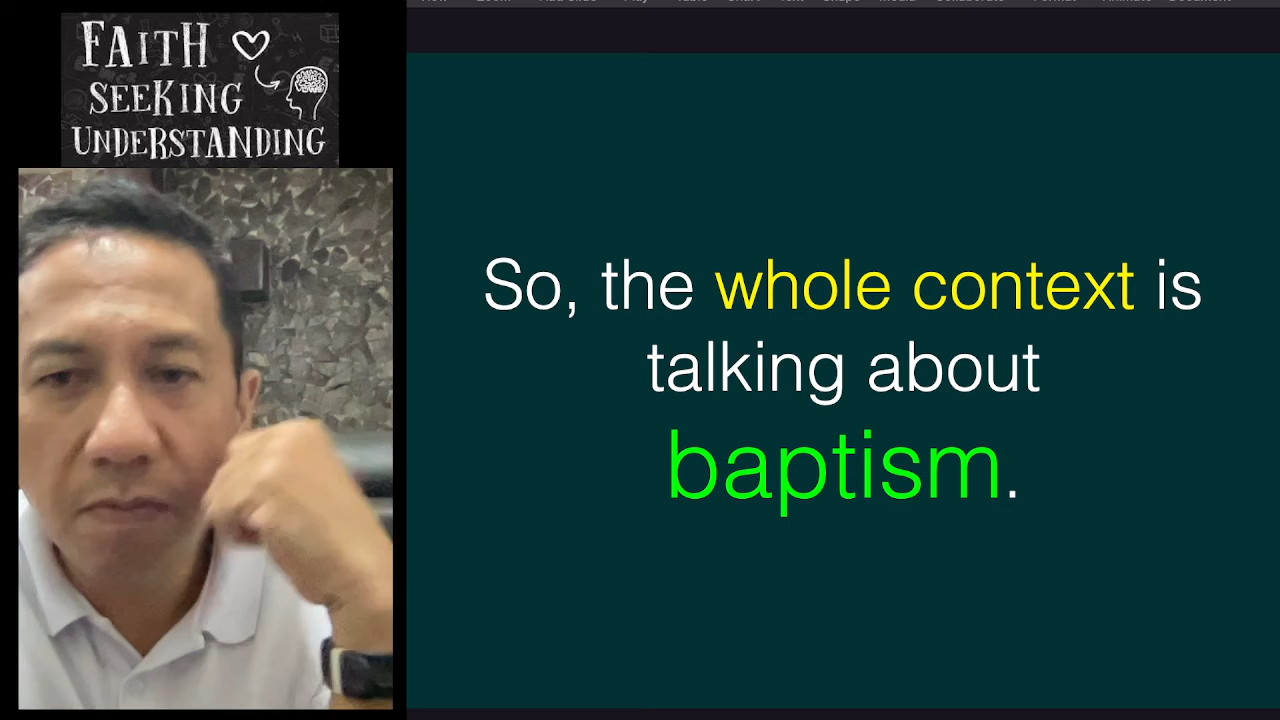 FAITH
SEEKING
UNDERSTANDING
So, the whole context is
talking about
baptism.